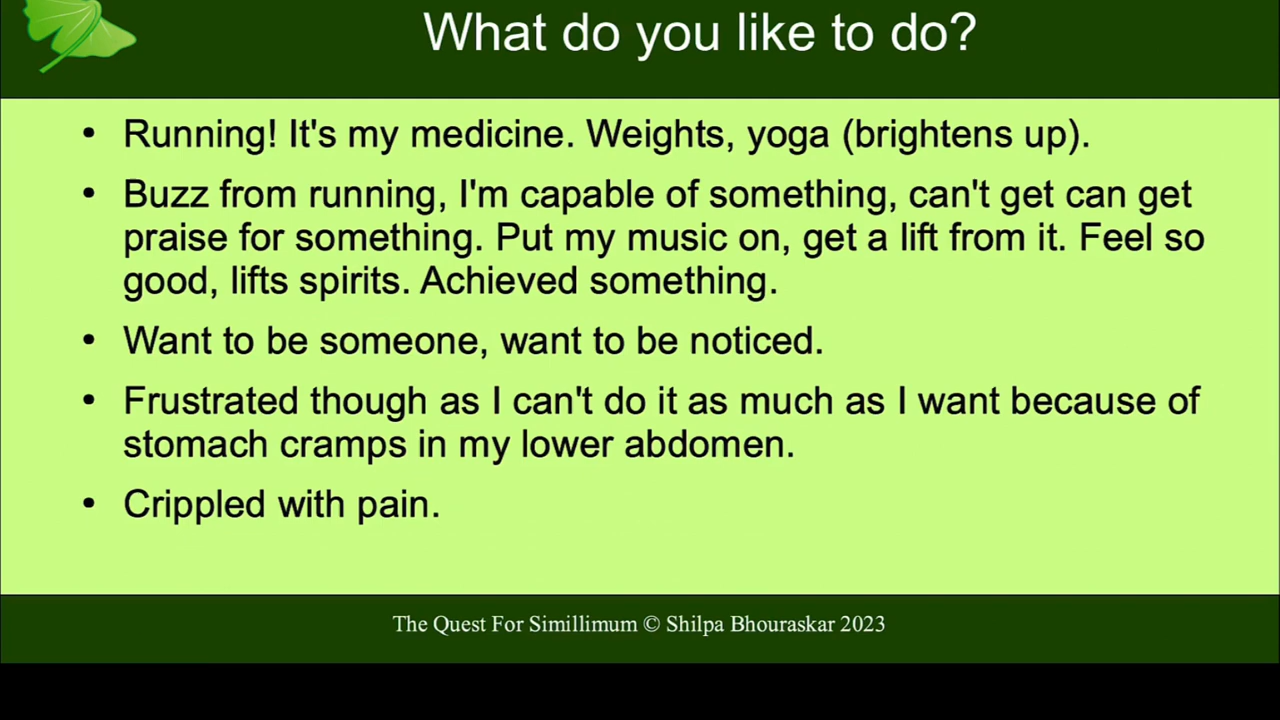 What do you like to do?
• Running! It's my medicine. Weights, yoga (brightens up).
• Buzz from running, I'm capable of something, can't get can get
praise for something. Put my music on, get a lift from it. Feel so
good, lifts spirits. Achieved something.
• Want to be someone, want to be noticed.
• Frustrated though as I can't do it as much as I want because of
stomach cramps in my lower abdomen.
• Crippled with pain.
The Quest For Simillimum © Shilpa Bhouraskar 2023